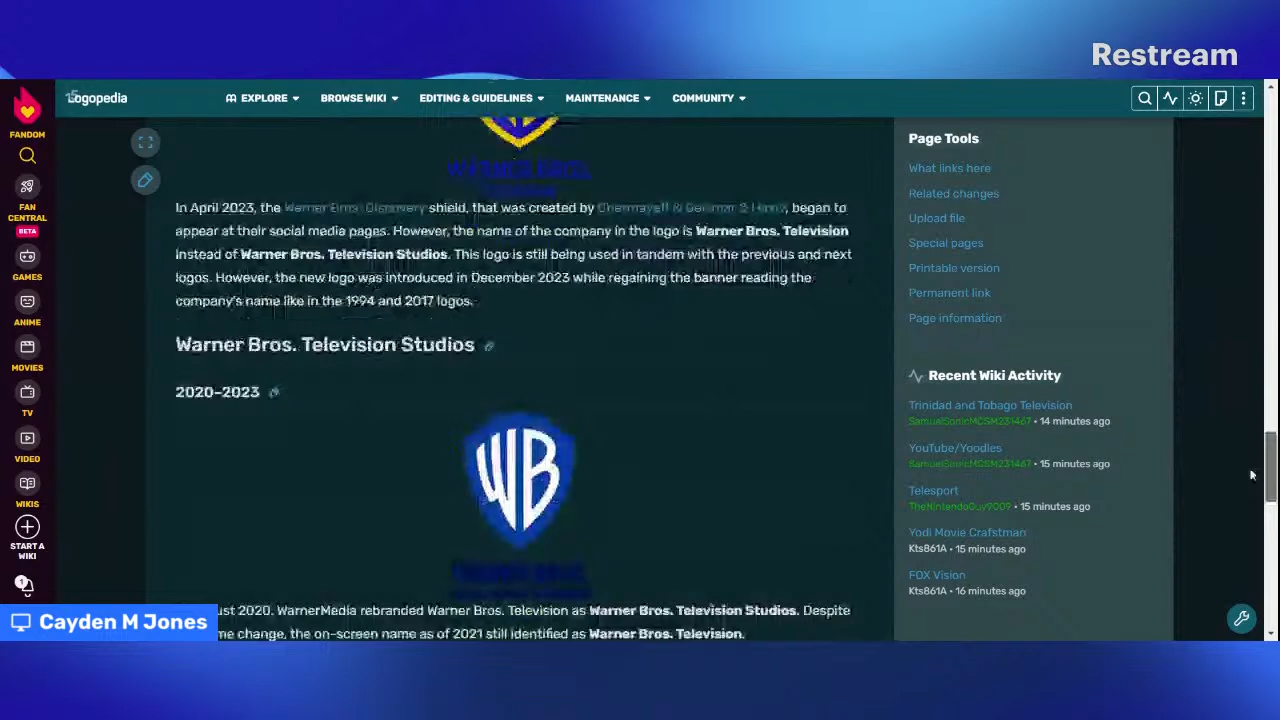 Restream
FANDOM
FAN
CENTRAL
BETA
GAMES
ANIME
MOVIES
TV
VIDEO
WIKIS
START A
WIKI
1
Logopedia
EXPLORE
BROWSE WIKI
EDITING & GUIDELINES
MAINTENANCE
COMMUNITY
WARNER BROS.
In April 2023, the Warner Bros. Discovery shield, that was created by Chermayeff & Geismar & Haviv, began to
appear at their social media pages. However, the name of the company in the logo is Warner Bros. Television
instead of Warner Bros. Television Studios. This logo is still being used in tandem with the previous and next
logos. However, the new logo was introduced in December 2023 while regaining the banner reading the
company's name like in the 1994 and 2017 logos.
Warner Bros. Television Studios
2020–2023
WB
ust 2020, WarnerMedia rebranded Warner Bros. Television as Warner Bros. Television Studios. Despite
me change, the on-screen name as of 2021 still identified as Warner Bros. Television.
Page Tools
What links here
Related changes
Upload file
Special pages
Printable version
Permanent link
Page information
Recent Wiki Activity
Trinidad and Tobago Television
SamuelSonicMCSM231467 • 14 minutes ago
YouTube/Yoodles
SamuelSonicMCSM231467 • 15 minutes ago
Telesport
TheNintendoGuy9009 • 15 minutes ago
Yodi Movie Crafstman
Kts861A • 15 minutes ago
FOX Vision
Kts861A • 16 minutes ago
Cayden M Jones